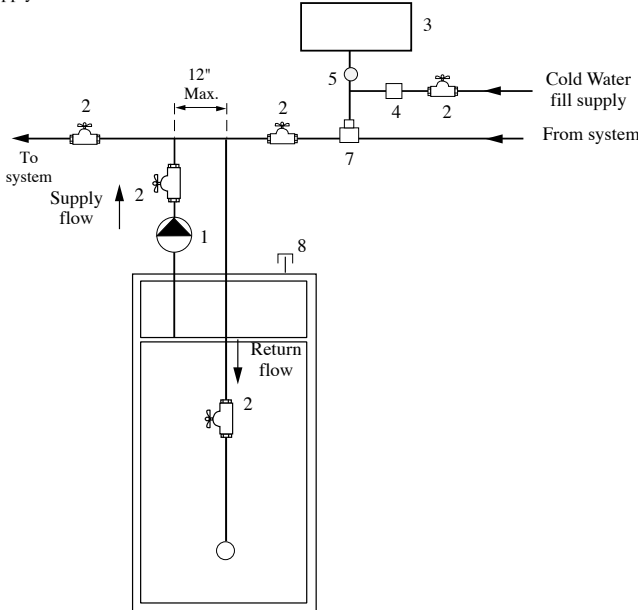 3
12"
Max.
5
Cold Water
fill supply
2
2
4
2
From system
7
To
system
2
Supply
flow
1
8
Return
flow
2